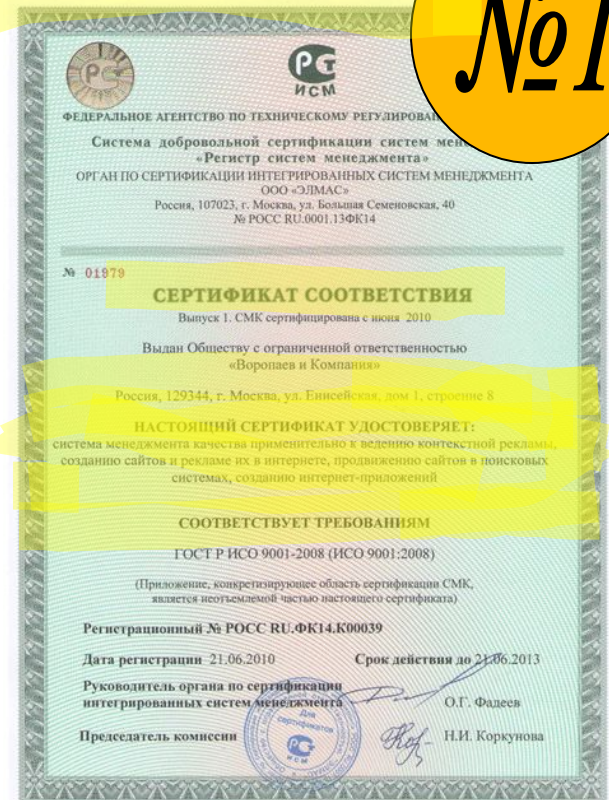 №1
РСТ
ИСМ
ФЕДЕРАЛЬНОЕ АГЕНТСТВО ПО ТЕХНИЧЕСКОМУ
Система добровольной сертификации систем
«Регистр систем менеджмента»
ОРГАН ПО СЕРТИФИКАЦИИ ИНТЕГРИРОВАННЫХ СИСТЕМ МЕНЕДЖМЕНТА
ООО «ЭЛМАС»
Россия, 107023, г. Москва, ул. Большая Семеновская, 40
№ РОСС RU.0001.13ФК14
№ 01979
СЕРТИФИКАТ СООТВЕТСТВИЯ
Выпуск 1. СМК сертифицирована с июня 2010
Выдан Обществу с ограниченной ответственностью
«Воропаев и Компания»
Россия, 129344, г. Москва, ул. Енисейская, дом 1, строение 8
НАСТОЯЩИЙ СЕРТИФИКАТ УДОСТОВЕРЯЕТ:
система менеджмента качества применительно к ведению контекстной рекламы,
созданию сайтов и рекламе их в интернете, продвижению сайтов в поисковых
системах, созданию интернет-приложений
СООТВЕТСТВУЕТ ТРЕБОВАНИЯМ
ГОСТ Р ИСО 9001-2008 (ИСО 9001:2008)
(Приложение, конкретизирующее область сертификации СМК,
является неотъемлемой частью настоящего сертификата)
Регистрационный № РОСС RU.ФК14.К00039
Дата регистрации 21.06.2010 Срок действия до 21.06.2013
Руководитель органа по сертификации
интегрированных систем менеджмента О.Г. Фадеев
Для
сертификатов
ИСМ
Председатель комиссии Н.И. Коркунова